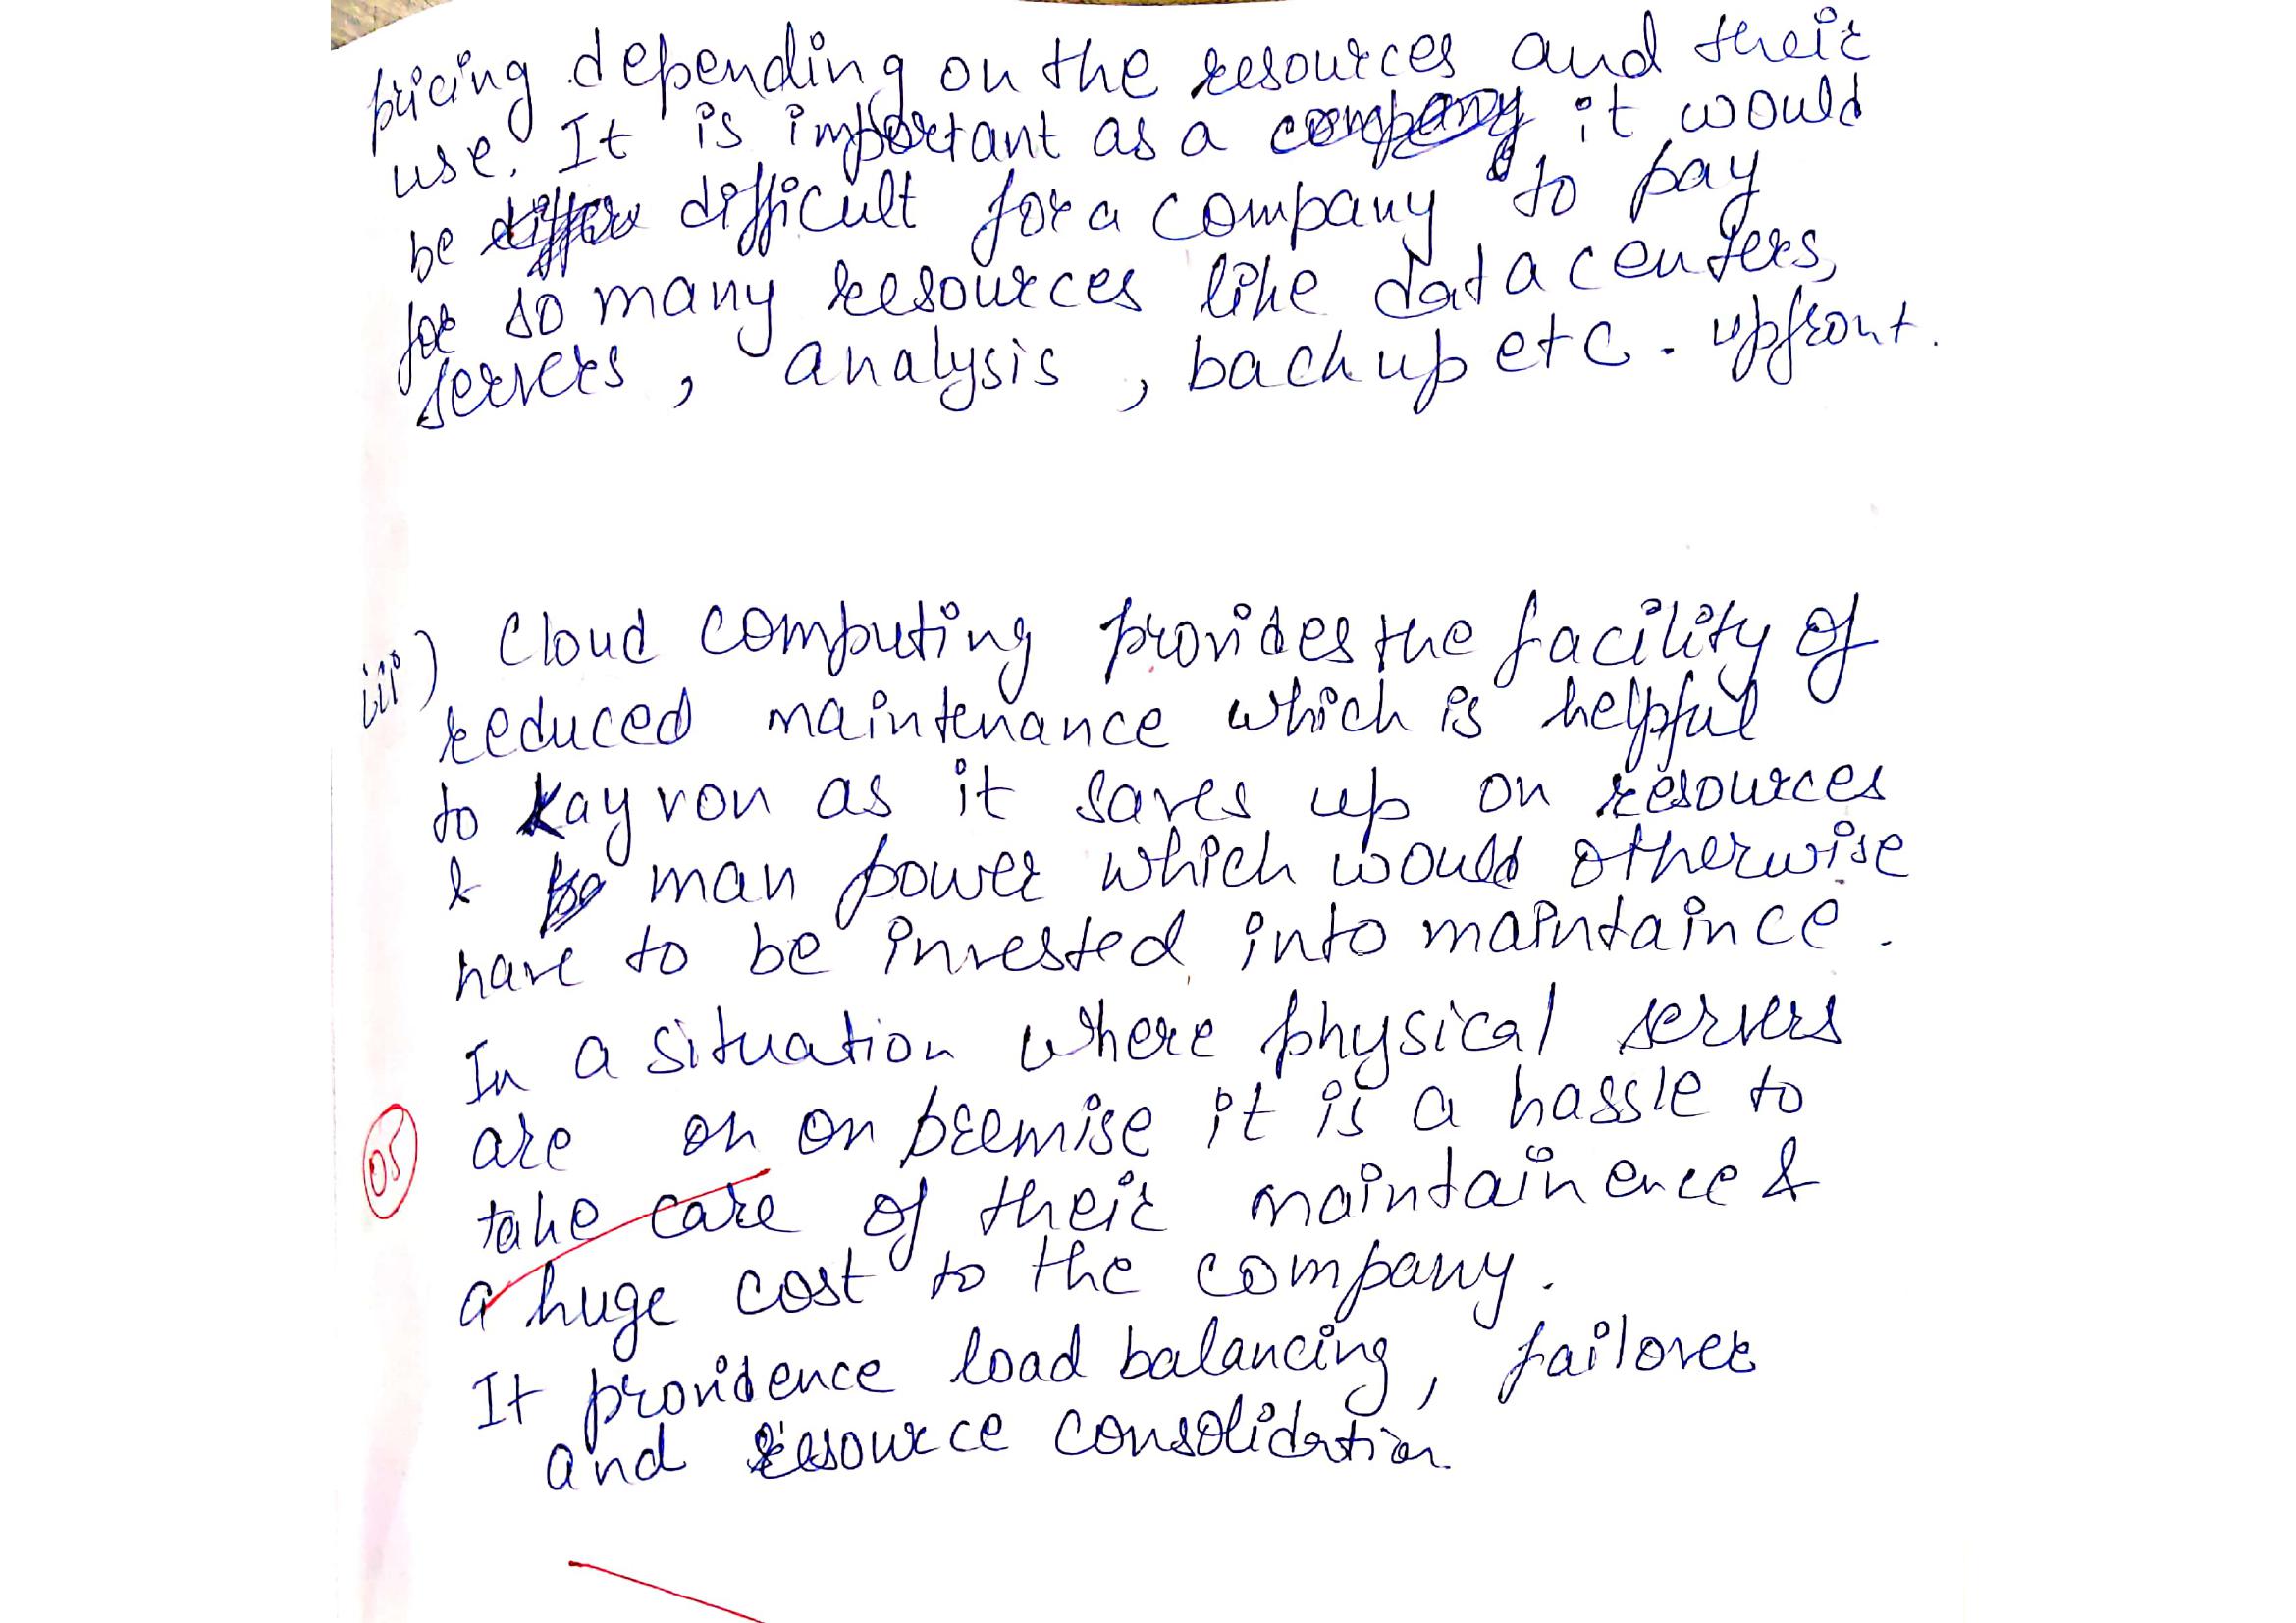 pricing depending on the resources and their
use. It is important as a company it would
be difficult for a company to pay
for so many resources like data centers,
servers, analysis, backup etc. upfront.
iii) Cloud computing provides the facility of
reduced maintenance which is helpful
to Kayvon as it saves up on resources
& man power which would otherwise
have to be invested into maintaince.
In a situation where physical servers
are on on premise it is a hassle to
05
take care of their maintainence &
a huge cost to the company.
It providence load balancing, failover
and resource consolidation.